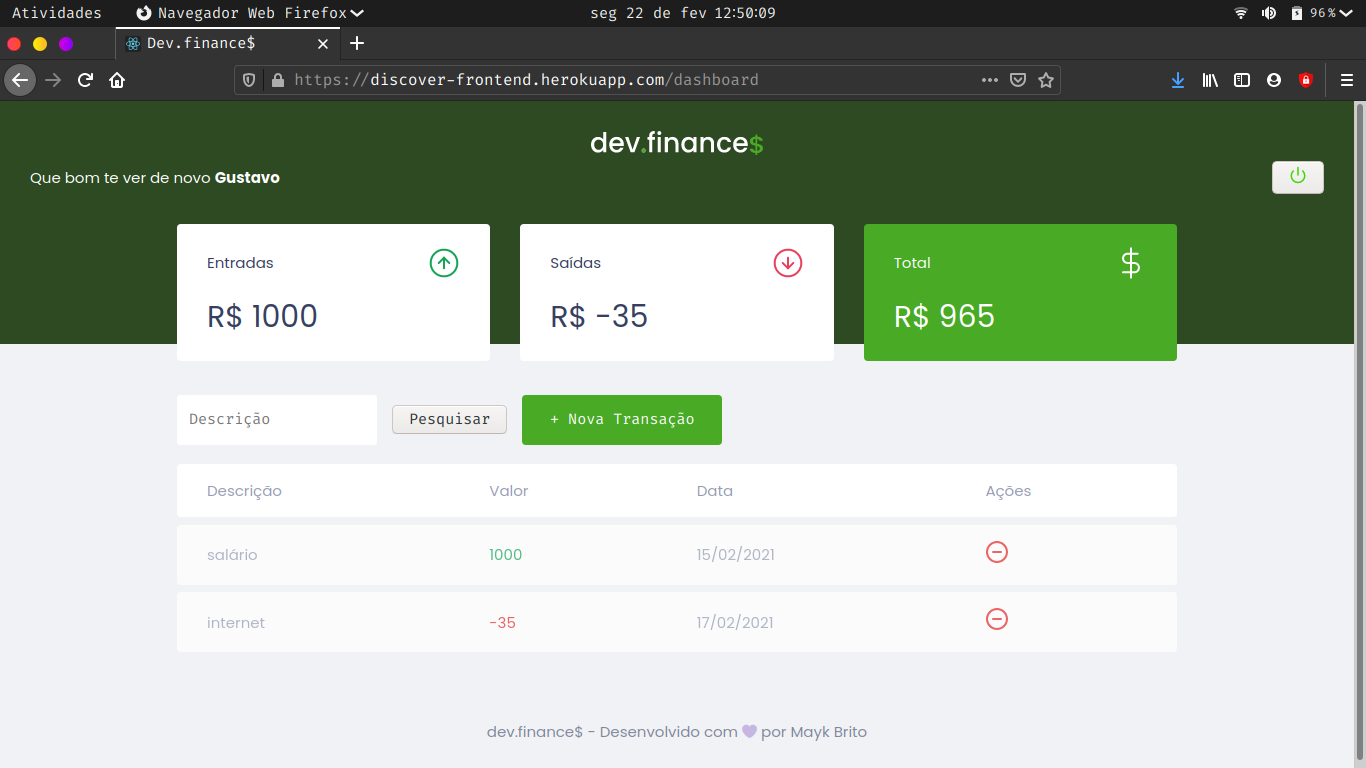 Atividades Navegador Web Firefox seg 22 de fev 12:50:09 96%
Dev.finance$
https://discover-frontend.herokuapp.com/dashboard
dev.finance$
Que bom te ver de novo Gustavo
Entradas Saídas Total
R$ 1000 R$ -35 R$ 965
Descrição Pesquisar + Nova Transação
Descrição Valor Data Ações
salário 1000 15/02/2021
internet -35 17/02/2021
dev.finance$ - Desenvolvido com 💜 por Mayk Brito